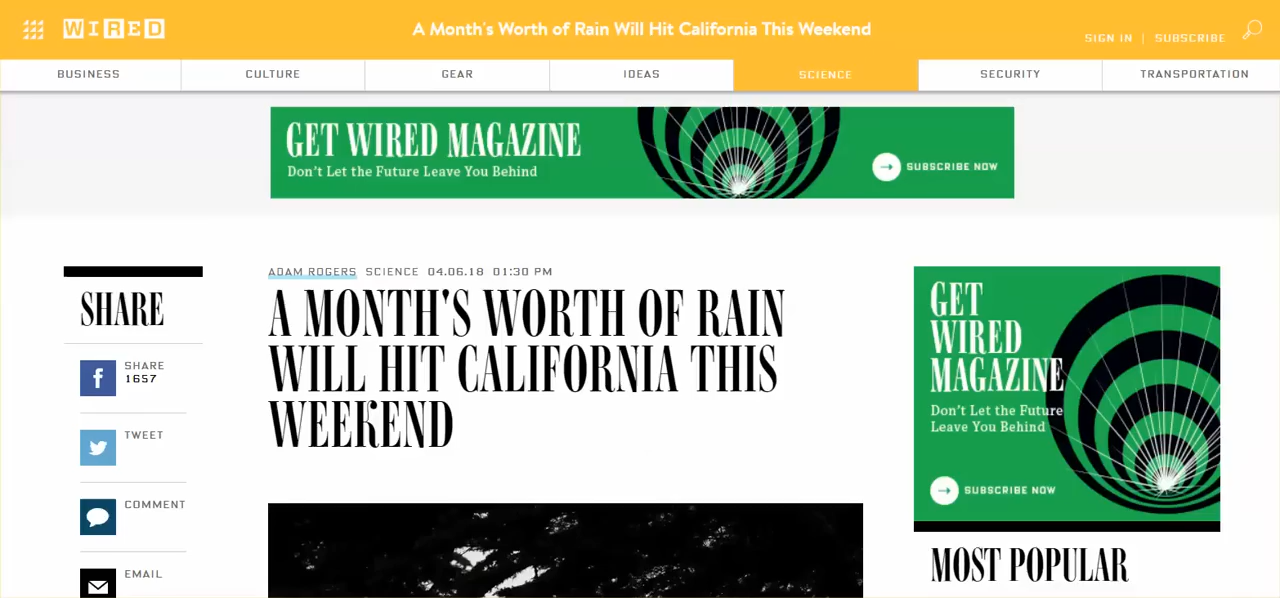 WIRED
A Month's Worth of Rain Will Hit California This Weekend
SIGN IN | SUBSCRIBE
BUSINESS
CULTURE
GEAR
IDEAS
SCIENCE
SECURITY
TRANSPORTATION
GET WIRED MAGAZINE
Don't Let the Future Leave You Behind
SUBSCRIBE NOW
SHARE
SHARE
1657
TWEET
COMMENT
EMAIL
ADAM ROGERS SCIENCE 04.06.18 01:30 PM
A MONTH'S WORTH OF RAIN
WILL HIT CALIFORNIA THIS
WEEKEND
GET
WIRED
MAGAZINE
Don't Let the Future
Leave You Behind
SUBSCRIBE NOW
MOST POPULAR